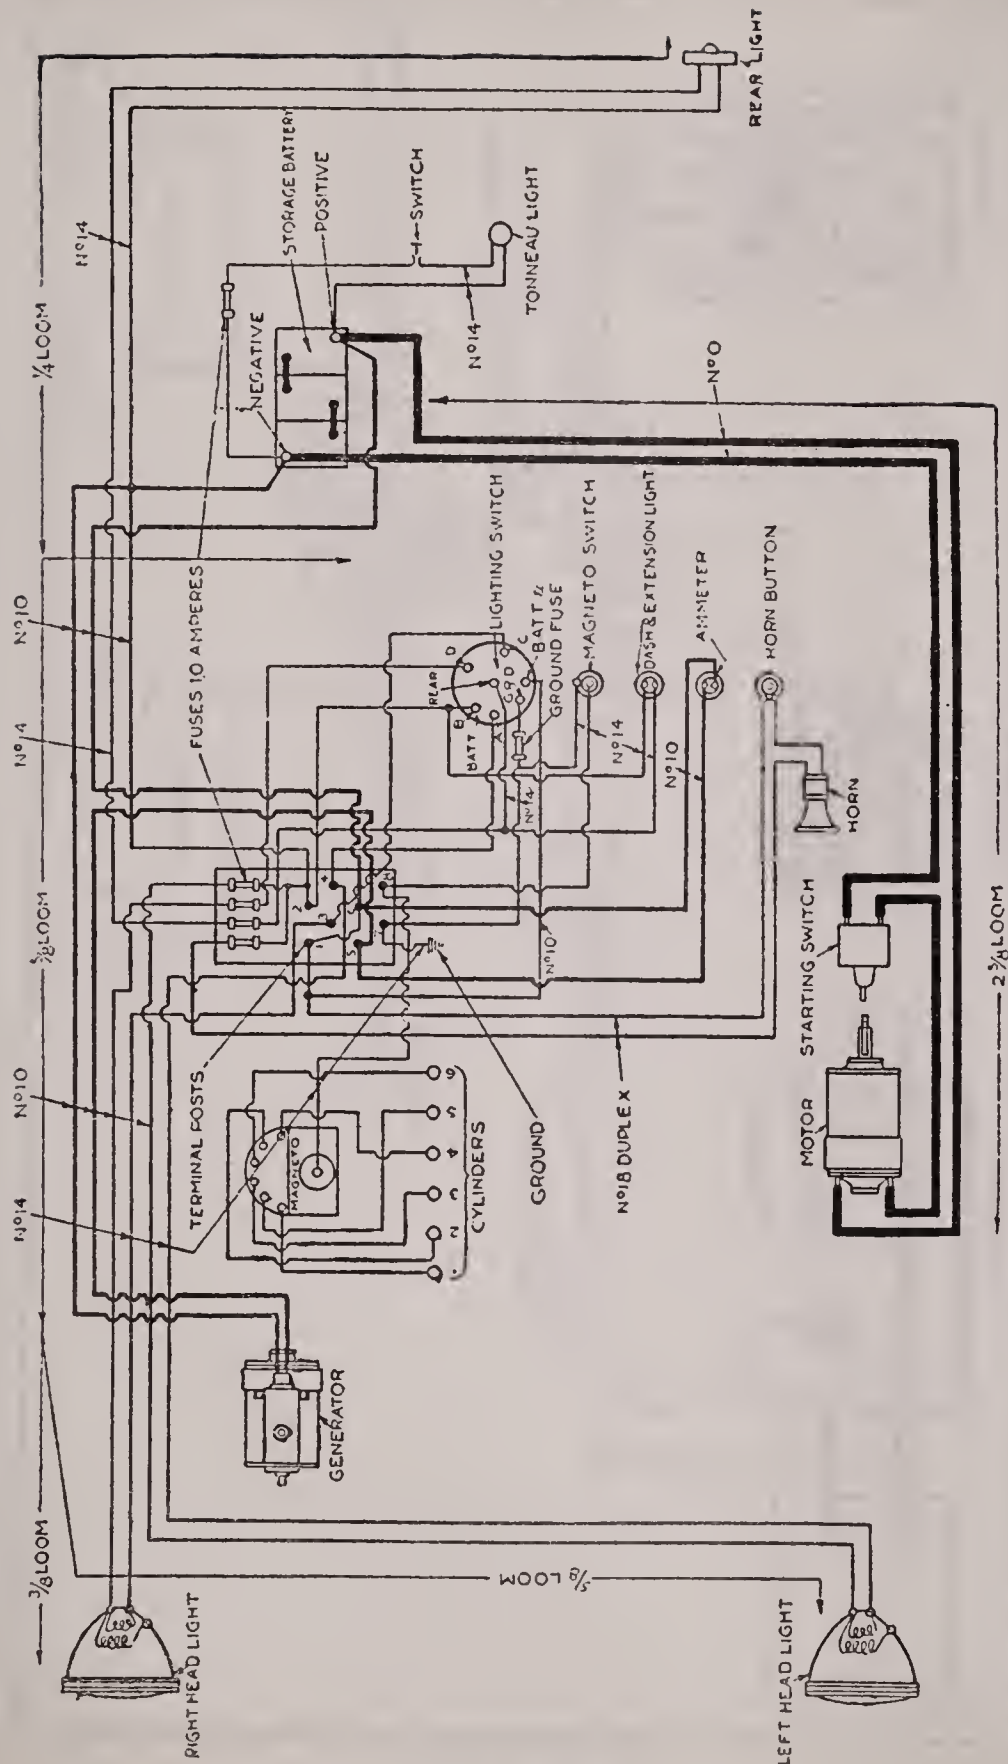 REAR LIGHT
Nº14
STORAGE BATTERY
POSITIVE
SWITCH
TONNEAU LIGHT
Nº14
1/4 LOOM
NEGATIVE
Nº0
Nº10
Nº14
FUSES 10 AMPERES
LIGHTING SWITCH
BATT
GROUND FUSE
MAGNETO SWITCH
DASH & EXTENSION LIGHT
AMMETER
HORN BUTTON
D
C
REAR
GRD
B
A
BATT
Nº14
Nº14
Nº10
HORN
5/8 LOOM
2
3
4
5
Nº10
STARTING SWITCH
2 5/8 LOOM
Nº10
Nº14
TERMINAL POSTS
MAGNETO
6
5
4
3
2
CYLINDERS
GROUND
Nº18 DUPLEX
MOTOR
GENERATOR
3/8 LOOM
5/8 LOOM
RIGHT HEAD LIGHT
LEFT HEAD LIGHT